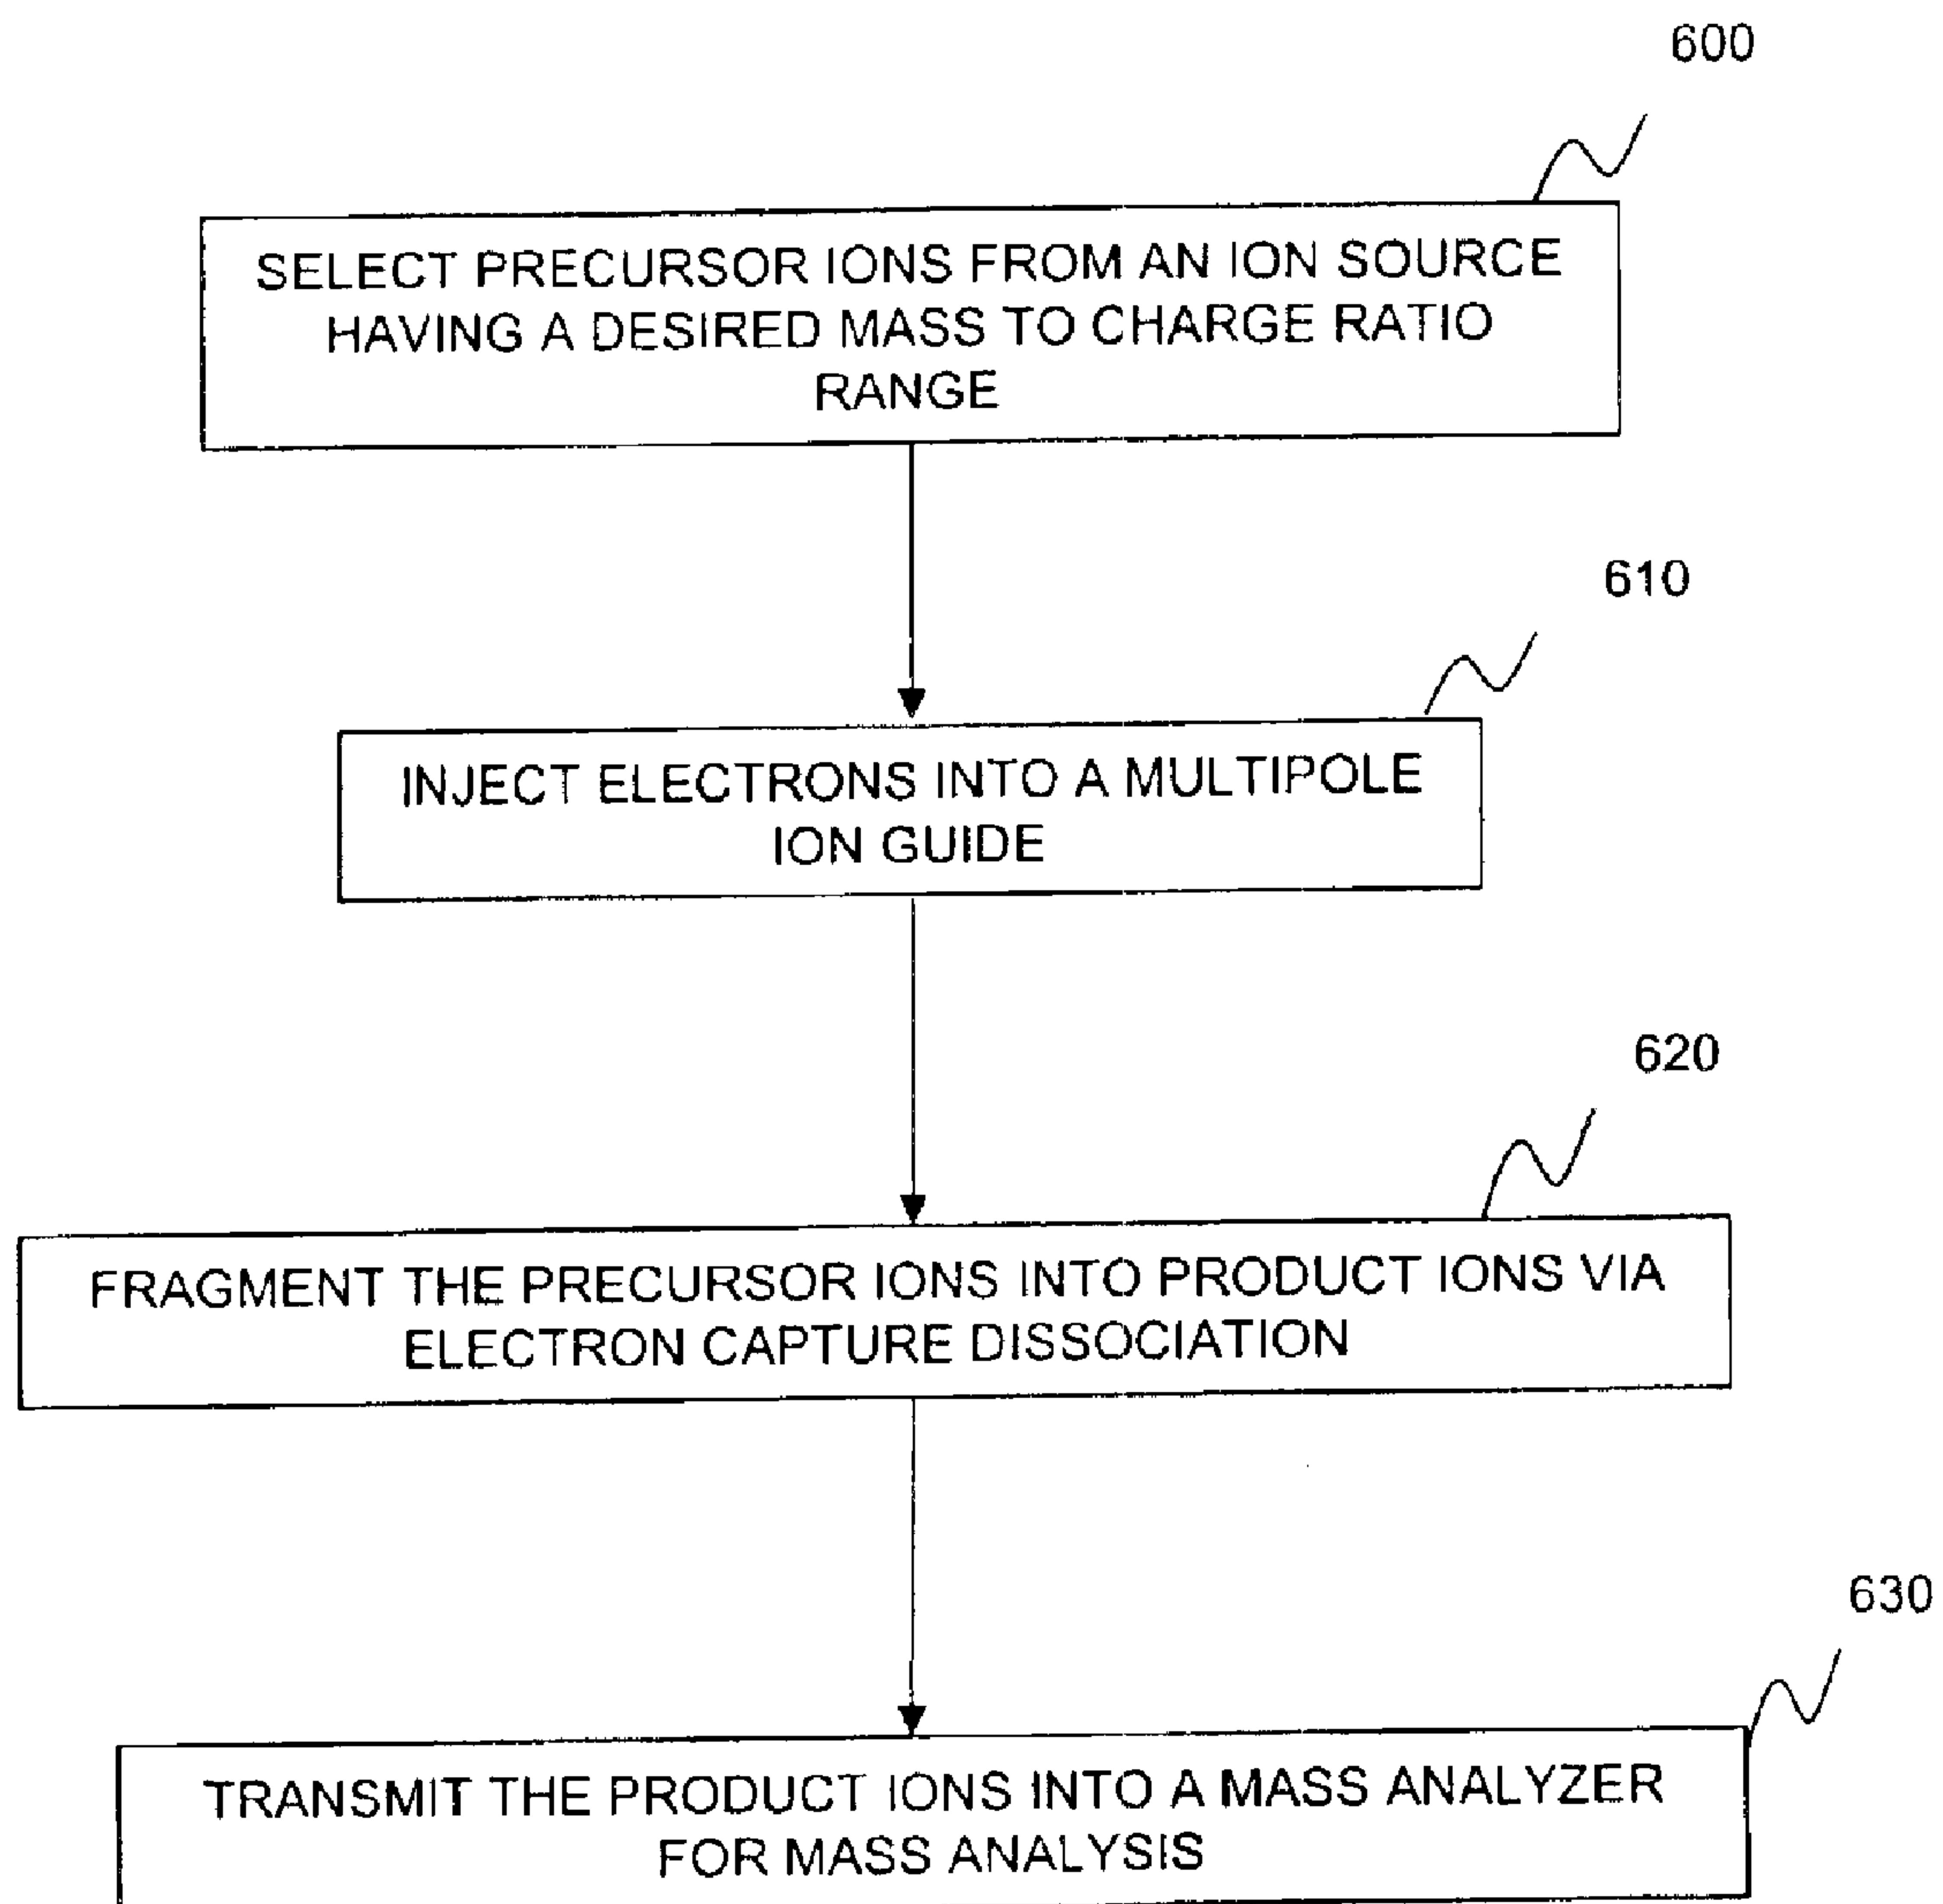 600
SELECT PRECURSOR IONS FROM AN ION SOURCE
HAVING A DESIRED MASS TO CHARGE RATIO
RANGE
610
INJECT ELECTRONS INTO A MULTIPOLE
ION GUIDE
620
FRAGMENT THE PRECURSOR IONS INTO PRODUCT IONS VIA
ELECTRON CAPTURE DISSOCIATION
630
TRANSMIT THE PRODUCT IONS INTO A MASS ANALYZER
FOR MASS ANALYSIS